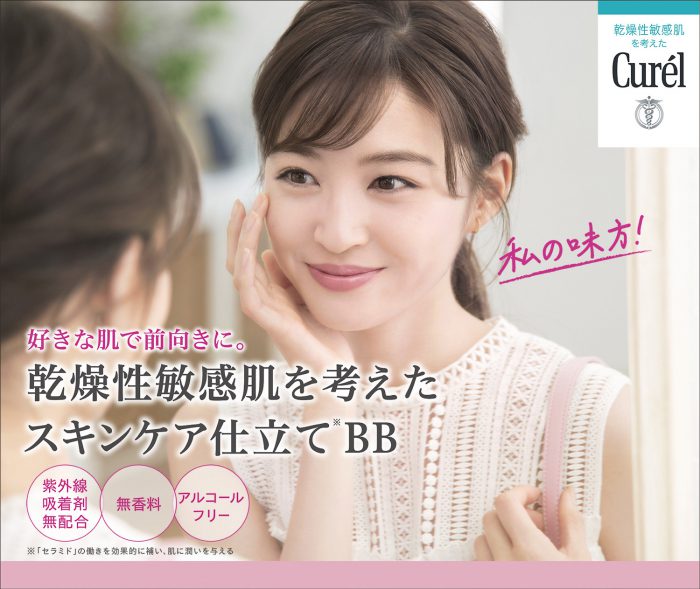 乾燥性敏感肌
を考えた
Curél
私の味方!
好きな肌で前向きに。
乾燥性敏感肌を考えた
スキンケア仕立て※BB
紫外線
吸着剤
無配合
無香料
アルコール
フリー
※「セラミド」の働きを効果的に補い、肌に潤いを与える